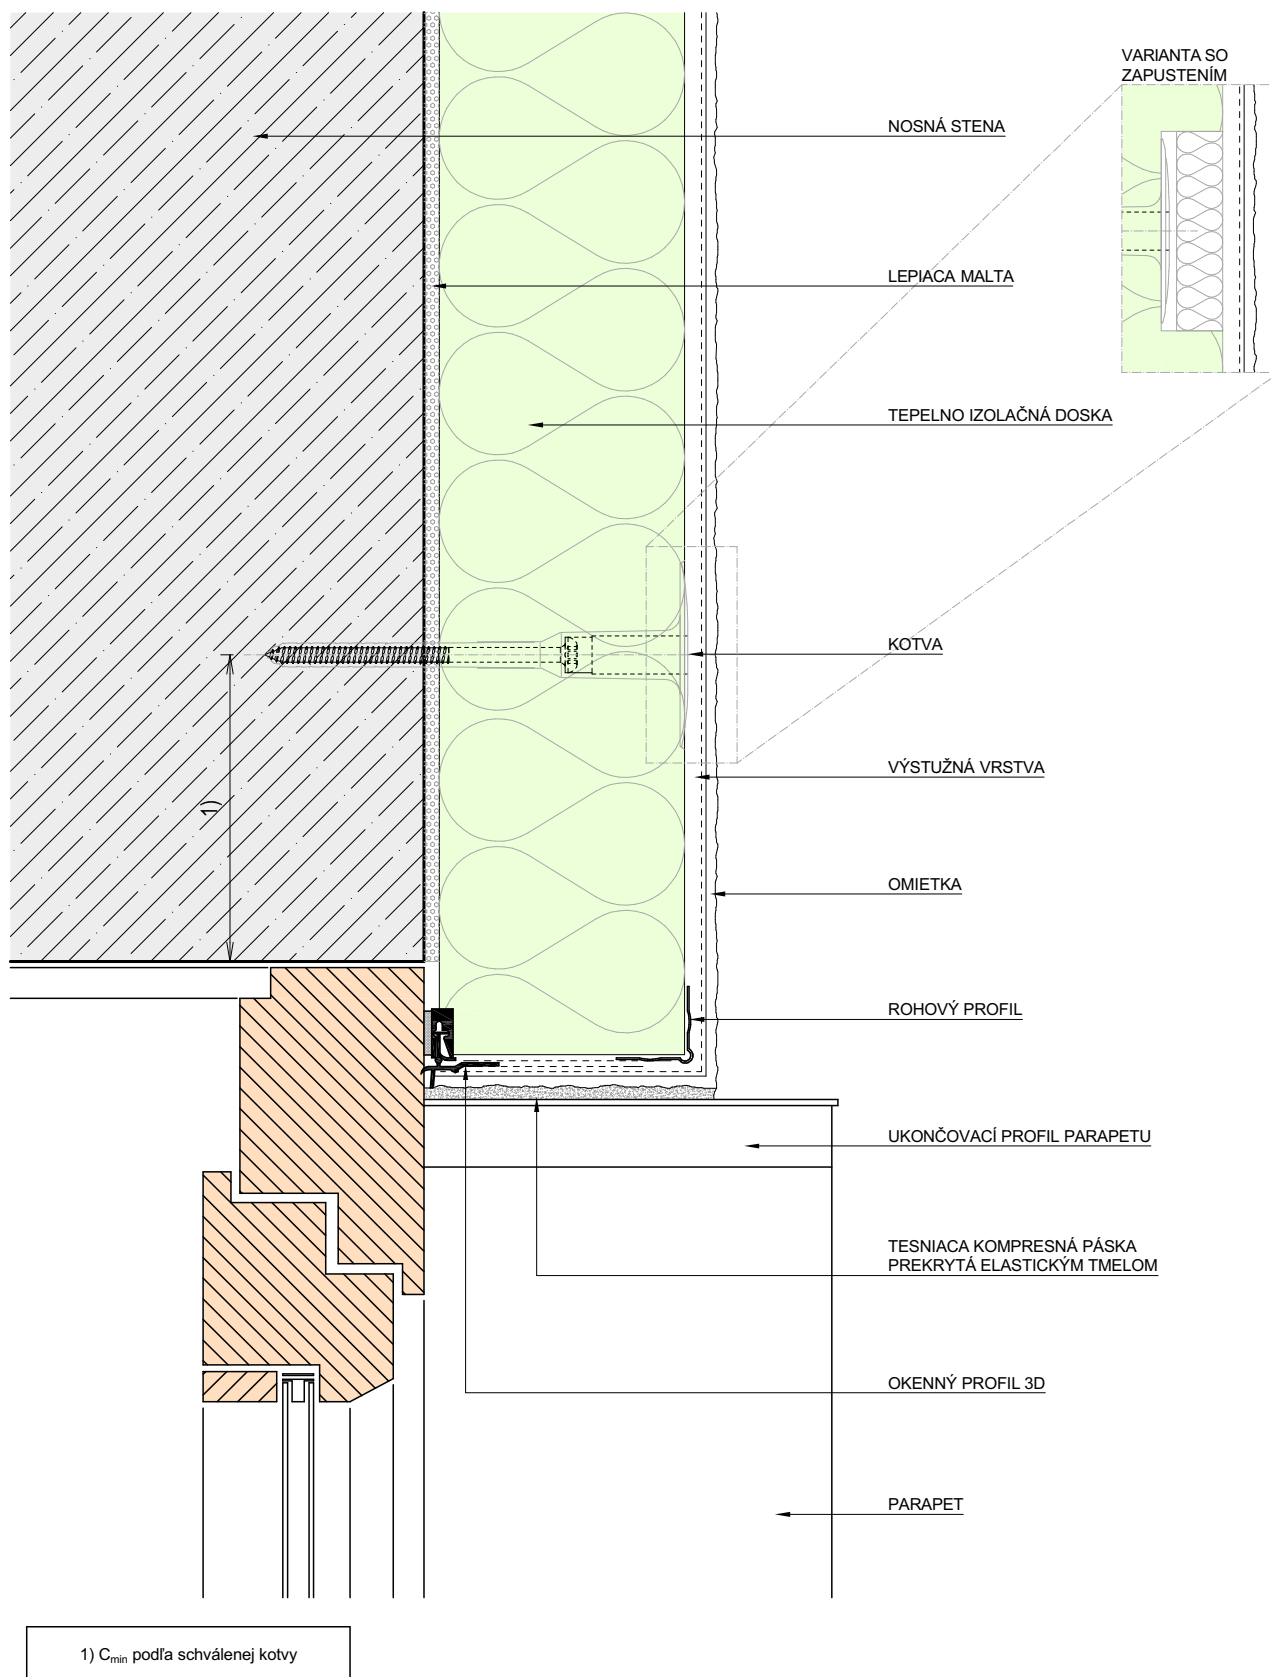 VARIANTA SO
ZAPUSTENÍM
NOSNÁ STENA
LEPIACA MALTA
TEPELNO IZOLAČNÁ DOSKA
KOTVA
VÝSTUŽNÁ VRSTVA
1)
OMIETKA
ROHOVÝ PROFIL
UKONČOVACÍ PROFIL PARAPETU
TESNIACA KOMPRESNÁ PÁSKA
PREKRYTÁ ELASTICKÝM TMELOM
OKENNÝ PROFIL 3D
PARAPET
1) Cmin podľa schválenej kotvy